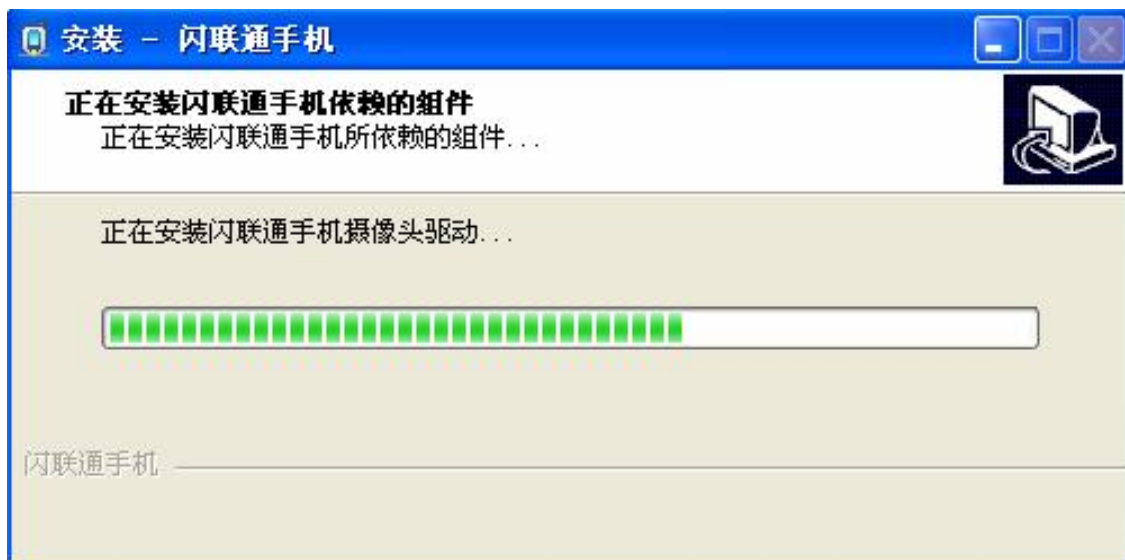 安装 - 闪联通手机
正在安装闪联通手机依赖的组件
正在安装闪联通手机所依赖的组件...
正在安装闪联通手机摄像头驱动...
闪联通手机